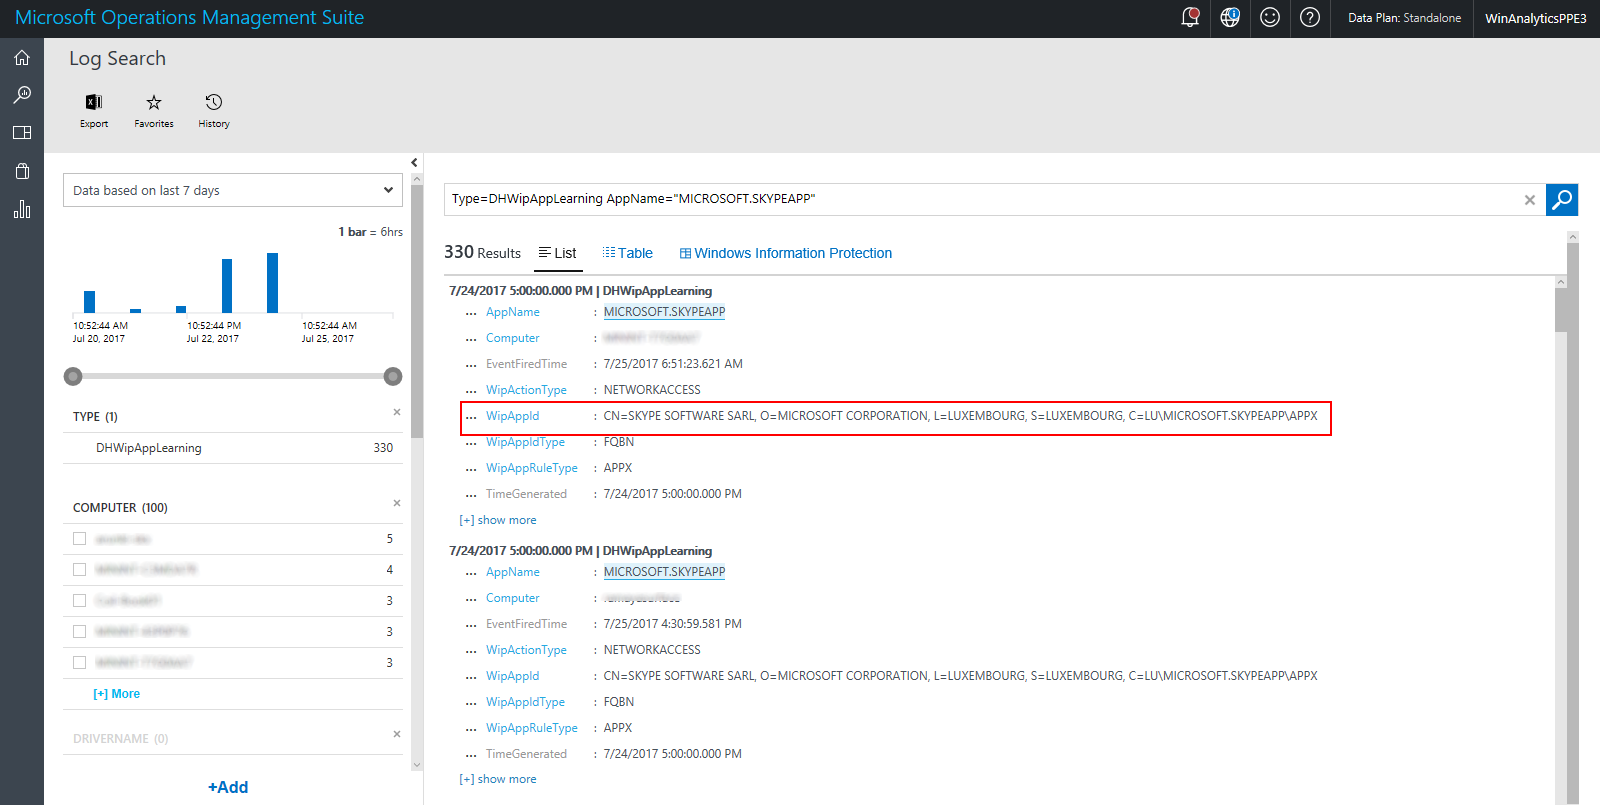 Microsoft Operations Management Suite
Data Plan: Standalone
WinAnalyticsPPE3
Log Search
Export Favorites History
Data based on last 7 days
1 bar = 6hrs
10:52:44 AM 10:52:44 PM 10:52:44 AM
Jul 20, 2017 Jul 22, 2017 Jul 25, 2017
TYPE (1)
DHWipAppLearning 330
COMPUTER (100)
5
4
3
3
3
[+] More
DRIVERNAME (0)
+Add
Type=DHWipAppLearning AppName="MICROSOFT.SKYPEAPP"
330 Results List Table Windows Information Protection
7/24/2017 5:00:00.000 PM | DHWipAppLearning
... AppName : MICROSOFT.SKYPEAPP
... Computer :
... EventFiredTime : 7/25/2017 6:51:23.621 AM
... WipActionType : NETWORKACCESS
... WipAppId : CN=SKYPE SOFTWARE SARL, O=MICROSOFT CORPORATION, L=LUXEMBOURG, S=LUXEMBOURG, C=LU\MICROSOFT.SKYPEAPP\APPX
... WipAppIdType : FQBN
... WipAppRuleType : APPX
... TimeGenerated : 7/24/2017 5:00:00.000 PM
[+] show more
7/24/2017 5:00:00.000 PM | DHWipAppLearning
... AppName : MICROSOFT.SKYPEAPP
... Computer :
... EventFiredTime : 7/25/2017 4:30:59.581 PM
... WipActionType : NETWORKACCESS
... WipAppId : CN=SKYPE SOFTWARE SARL, O=MICROSOFT CORPORATION, L=LUXEMBOURG, S=LUXEMBOURG, C=LU\MICROSOFT.SKYPEAPP\APPX
... WipAppIdType : FQBN
... WipAppRuleType : APPX
... TimeGenerated : 7/24/2017 5:00:00.000 PM
[+] show more